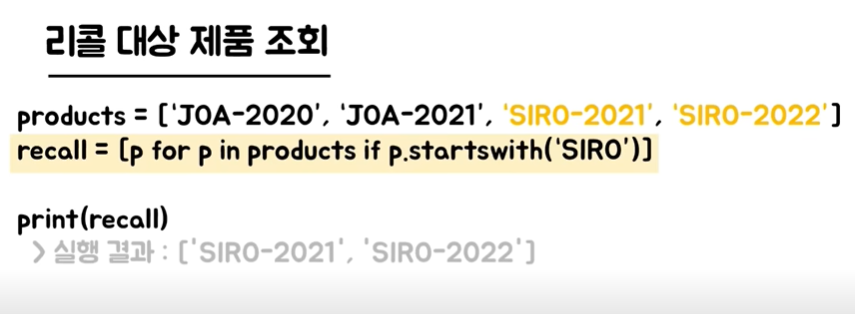 리콜 대상 제품 조회
products = ['JOA-2020', 'JOA-2021', 'SIRO-2021', 'SIRO-2022']
recall = [p for p in products if p.startswith('SIRO')]
print(recall)
> 실행 결과 : ['SIRO-2021', 'SIRO-2022']